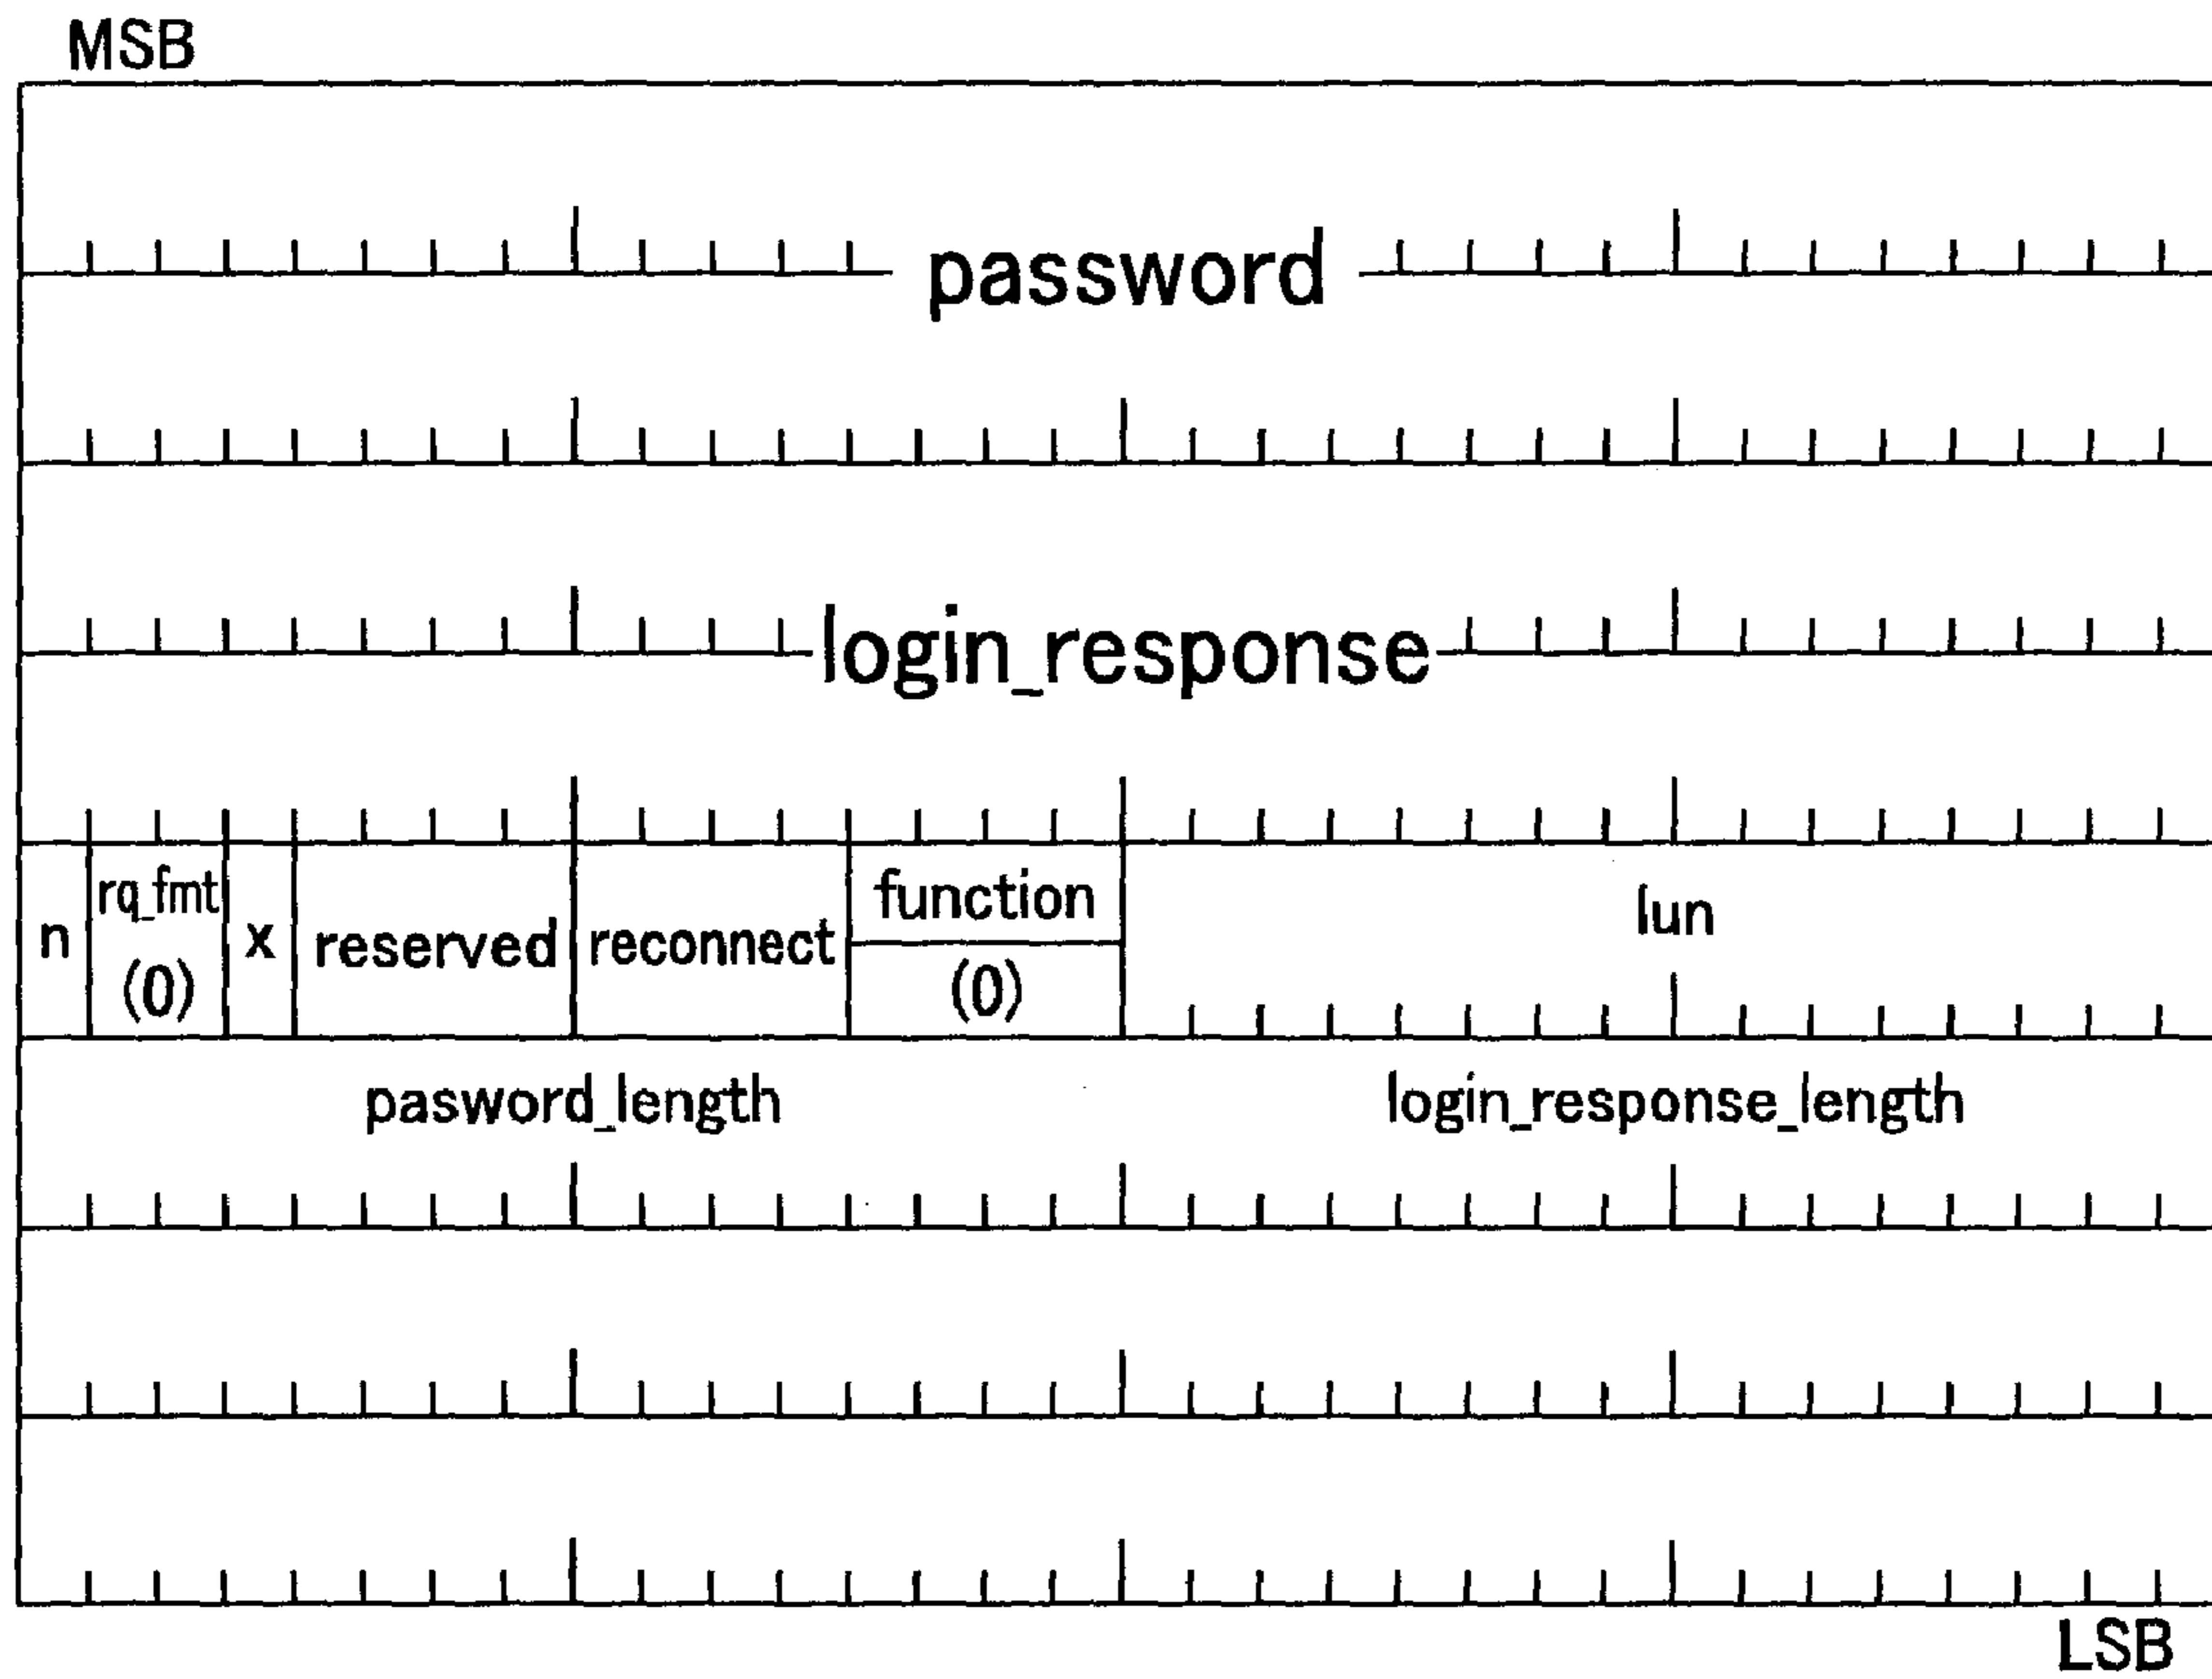 MSB
password
login_response
n rq_fmt (0) x reserved reconnect function (0) lun
pasword_length login_response_length
LSB